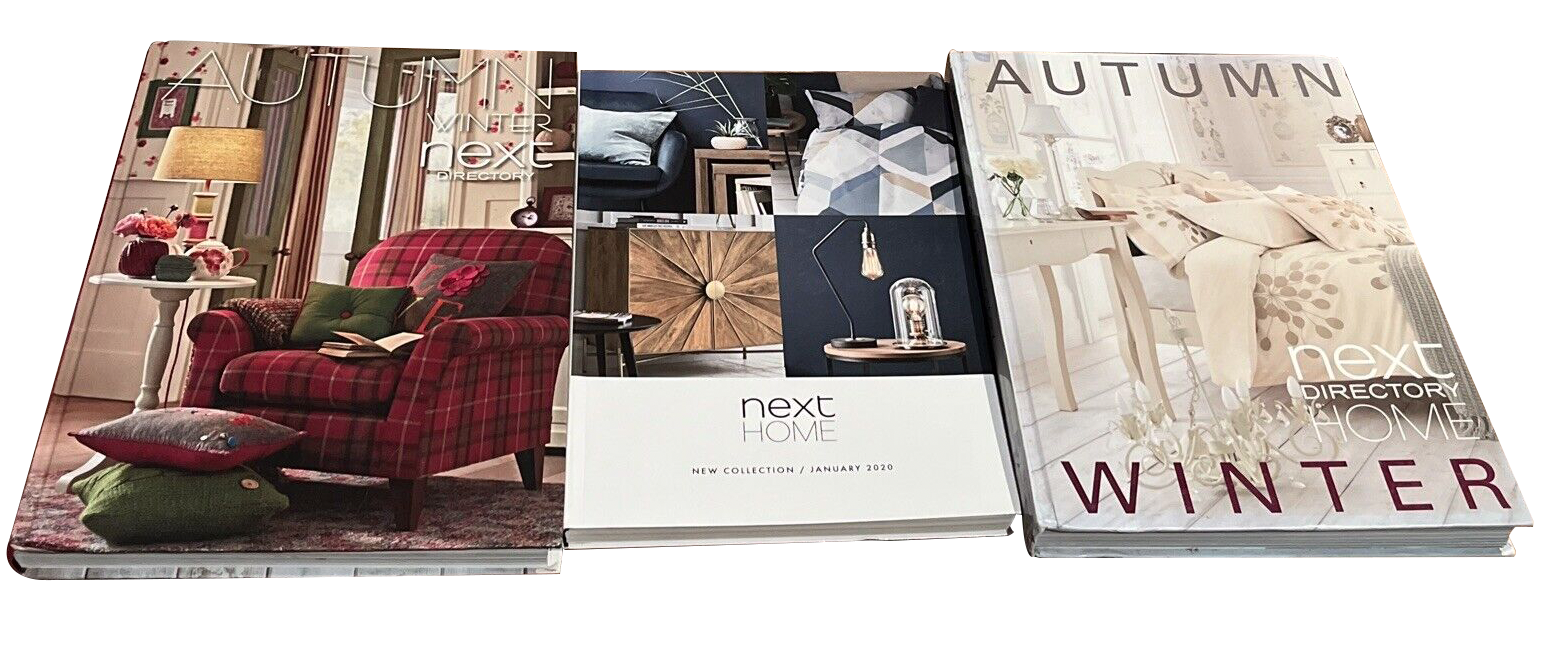 AUTUMN
WINTER
next
DIRECTORY
next
HOME
NEW COLLECTION / JANUARY 2020
AUTUMN
next
DIRECTORY
HOME
WINTER